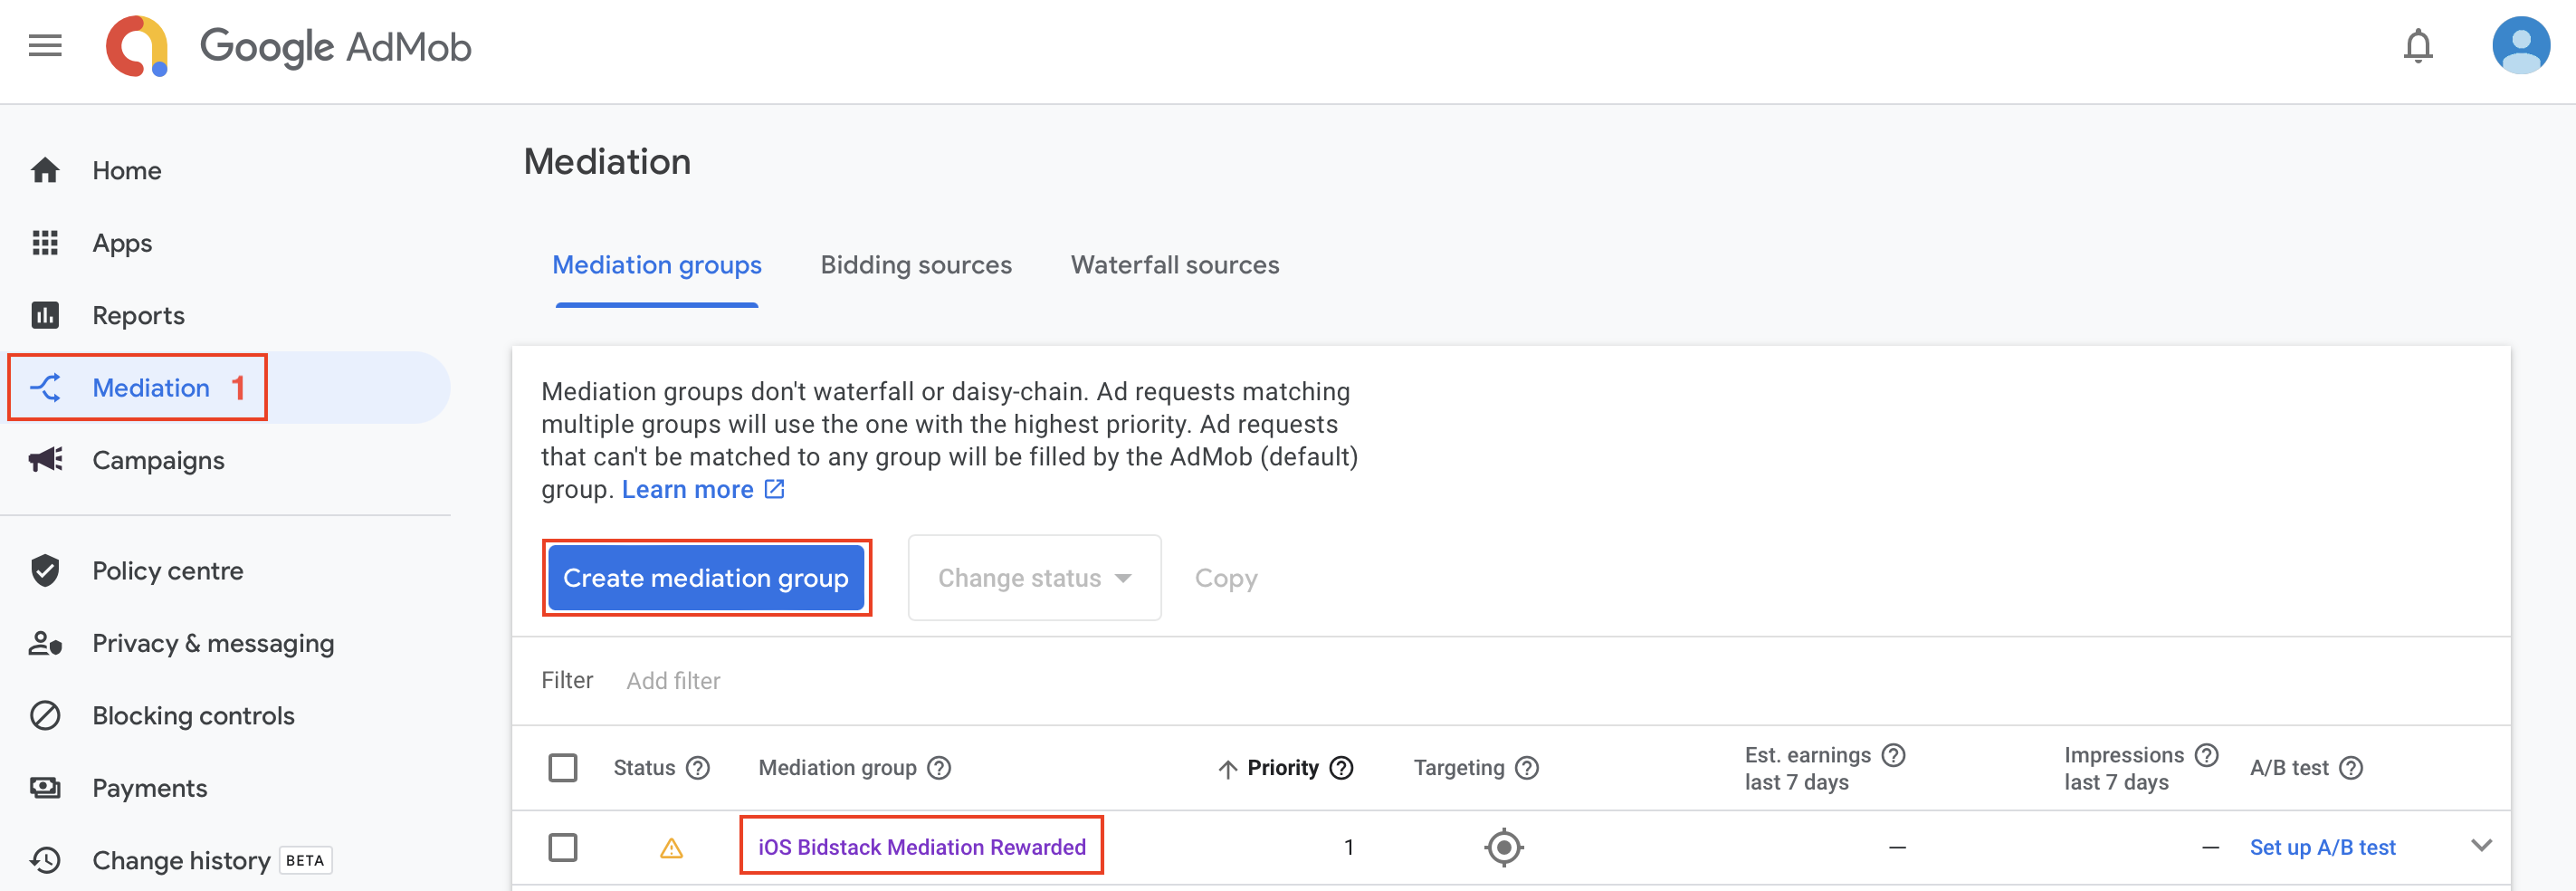 Google AdMob
Home
Apps
Reports
Mediation 1
Campaigns
Policy centre
Privacy & messaging
Blocking controls
Payments
Change history BETA
Mediation
Mediation groups Bidding sources Waterfall sources
Mediation groups don't waterfall or daisy-chain. Ad requests matching
multiple groups will use the one with the highest priority. Ad requests
that can't be matched to any group will be filled by the AdMob (default)
group. Learn more
Create mediation group Change status Copy
Filter Add filter
Status Mediation group Priority Targeting Est. earnings last 7 days Impressions last 7 days A/B test
iOS Bidstack Mediation Rewarded 1 — — Set up A/B test